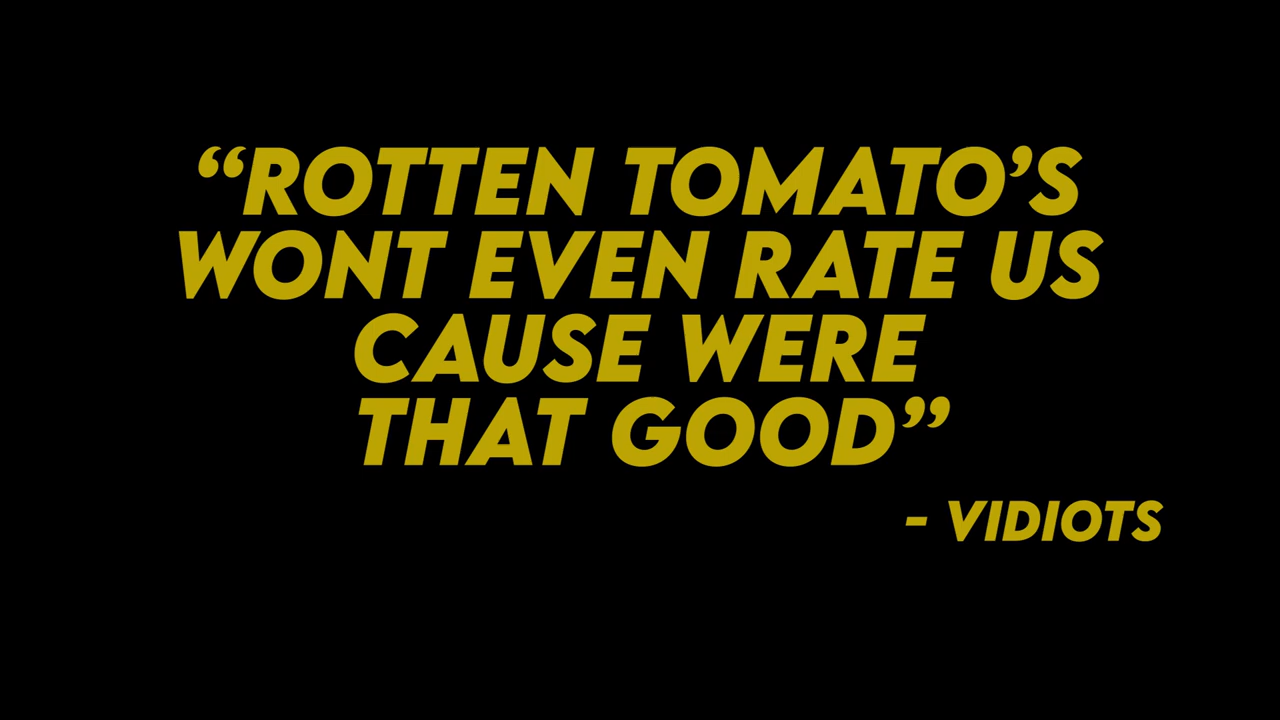 “ROTTEN TOMATO’S
WONT EVEN RATE US
CAUSE WERE
THAT GOOD”
- VIDIOTS